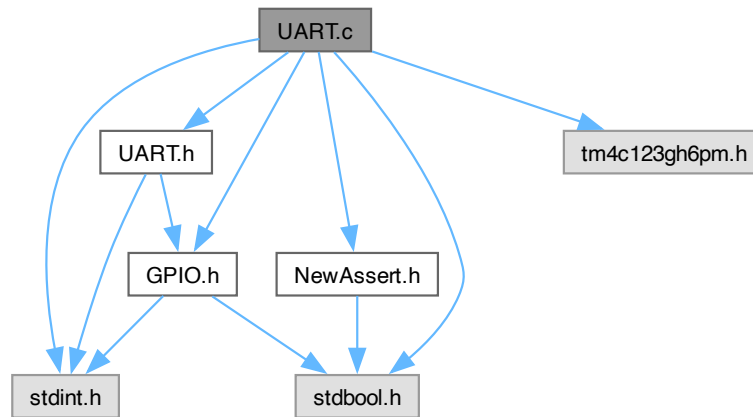 UART.c
UART.h
tm4c123gh6pm.h
GPIO.h
NewAssert.h
stdint.h
stdbool.h